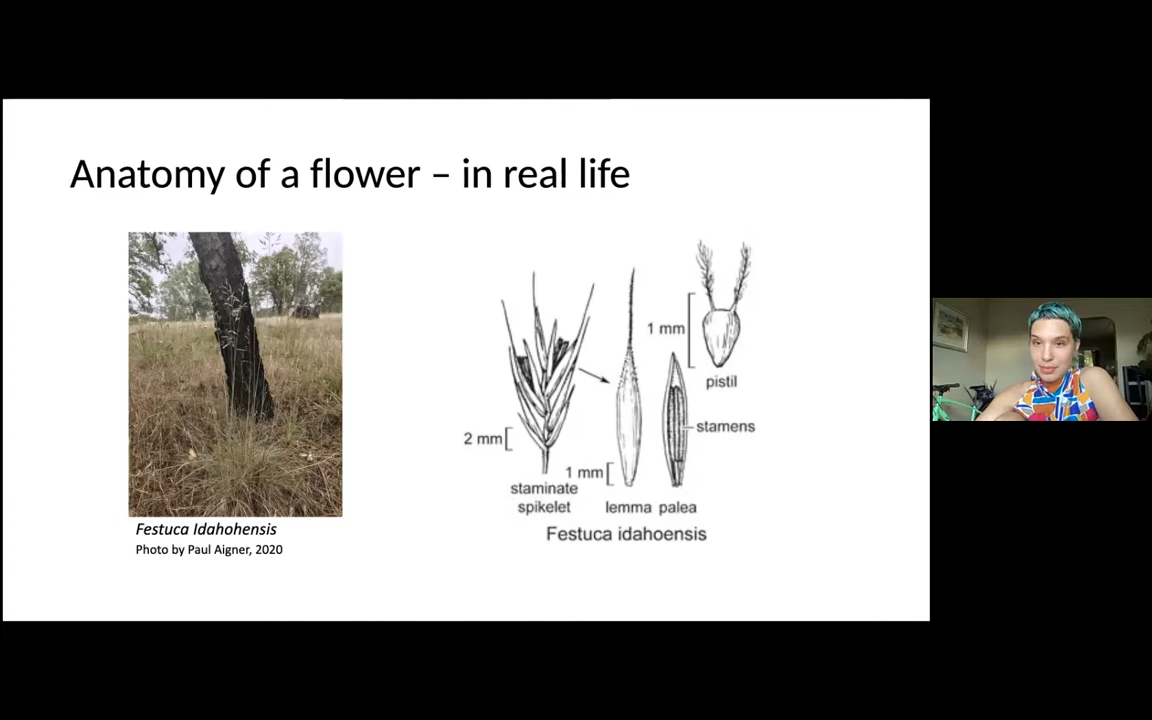 Anatomy of a flower – in real life
Festuca Idahohensis
Photo by Paul Aigner, 2020
1 mm
pistil
stamens
2 mm
1 mm
staminate
spikelet
lemma palea
Festuca idahoensis